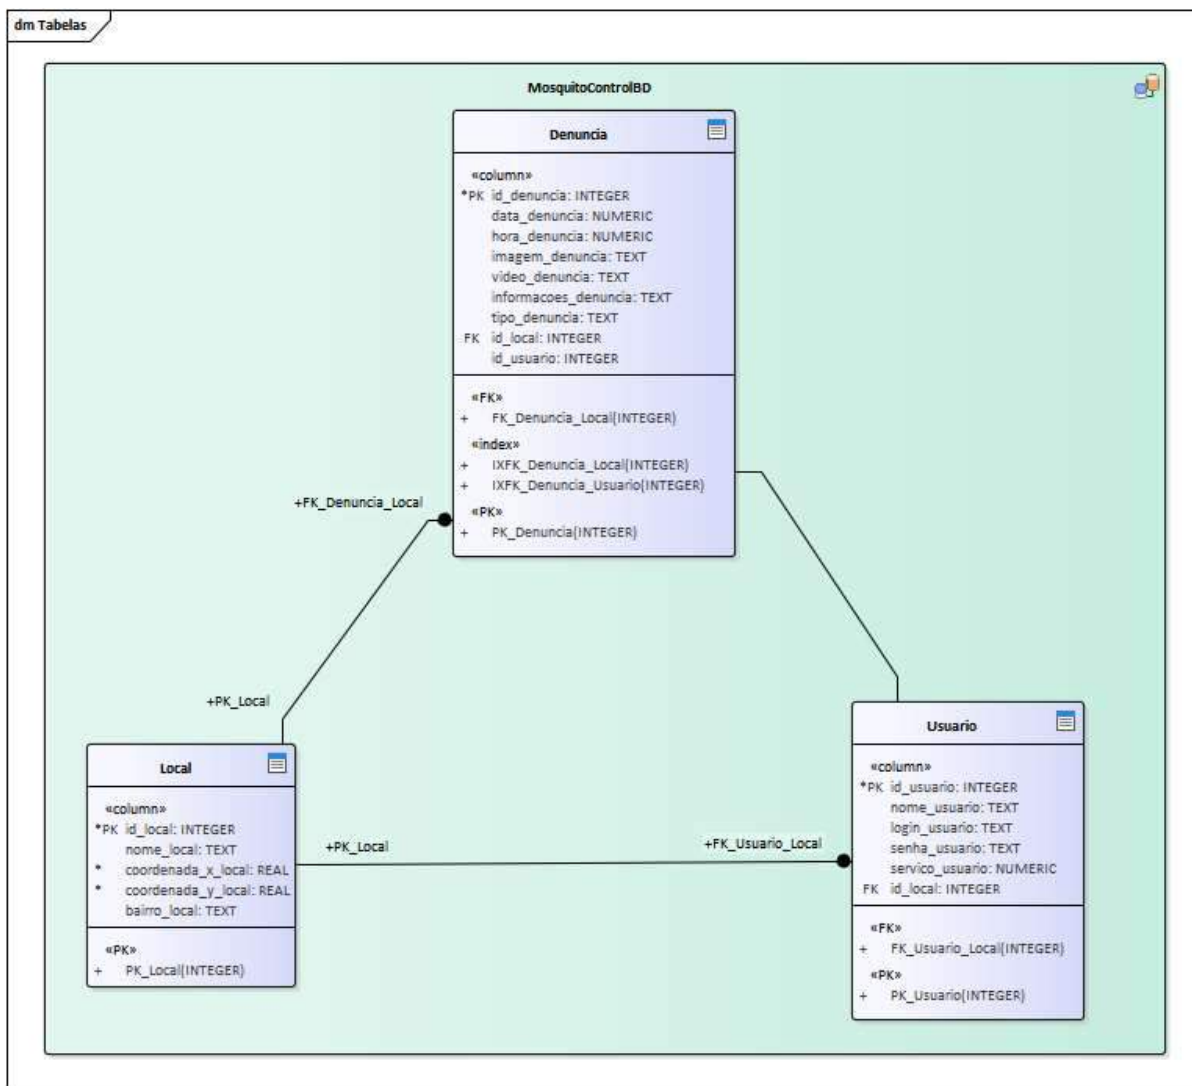 dm Tabelas
MosquitoControlBD
Denuncia
«column»
*PK id_denuncia: INTEGER
data_denuncia: NUMERIC
hora_denuncia: NUMERIC
imagem_denuncia: TEXT
video_denuncia: TEXT
informacoes_denuncia: TEXT
tipo_denuncia: TEXT
FK id_local: INTEGER
id_usuario: INTEGER
«FK»
+ FK_Denuncia_Local(INTEGER)
«index»
+ IXFK_Denuncia_Local(INTEGER)
+ IXFK_Denuncia_Usuario(INTEGER)
«PK»
+ PK_Denuncia(INTEGER)
+FK_Denuncia_Local
+PK_Local
Local
«column»
*PK id_local: INTEGER
nome_local: TEXT
* coordenada_x_local: REAL
* coordenada_y_local: REAL
bairro_local: TEXT
«PK»
+ PK_Local(INTEGER)
+PK_Local
+FK_Usuario_Local
Usuario
«column»
*PK id_usuario: INTEGER
nome_usuario: TEXT
login_usuario: TEXT
senha_usuario: TEXT
servico_usuario: NUMERIC
FK id_local: INTEGER
«FK»
+ FK_Usuario_Local(INTEGER)
«PK»
+ PK_Usuario(INTEGER)